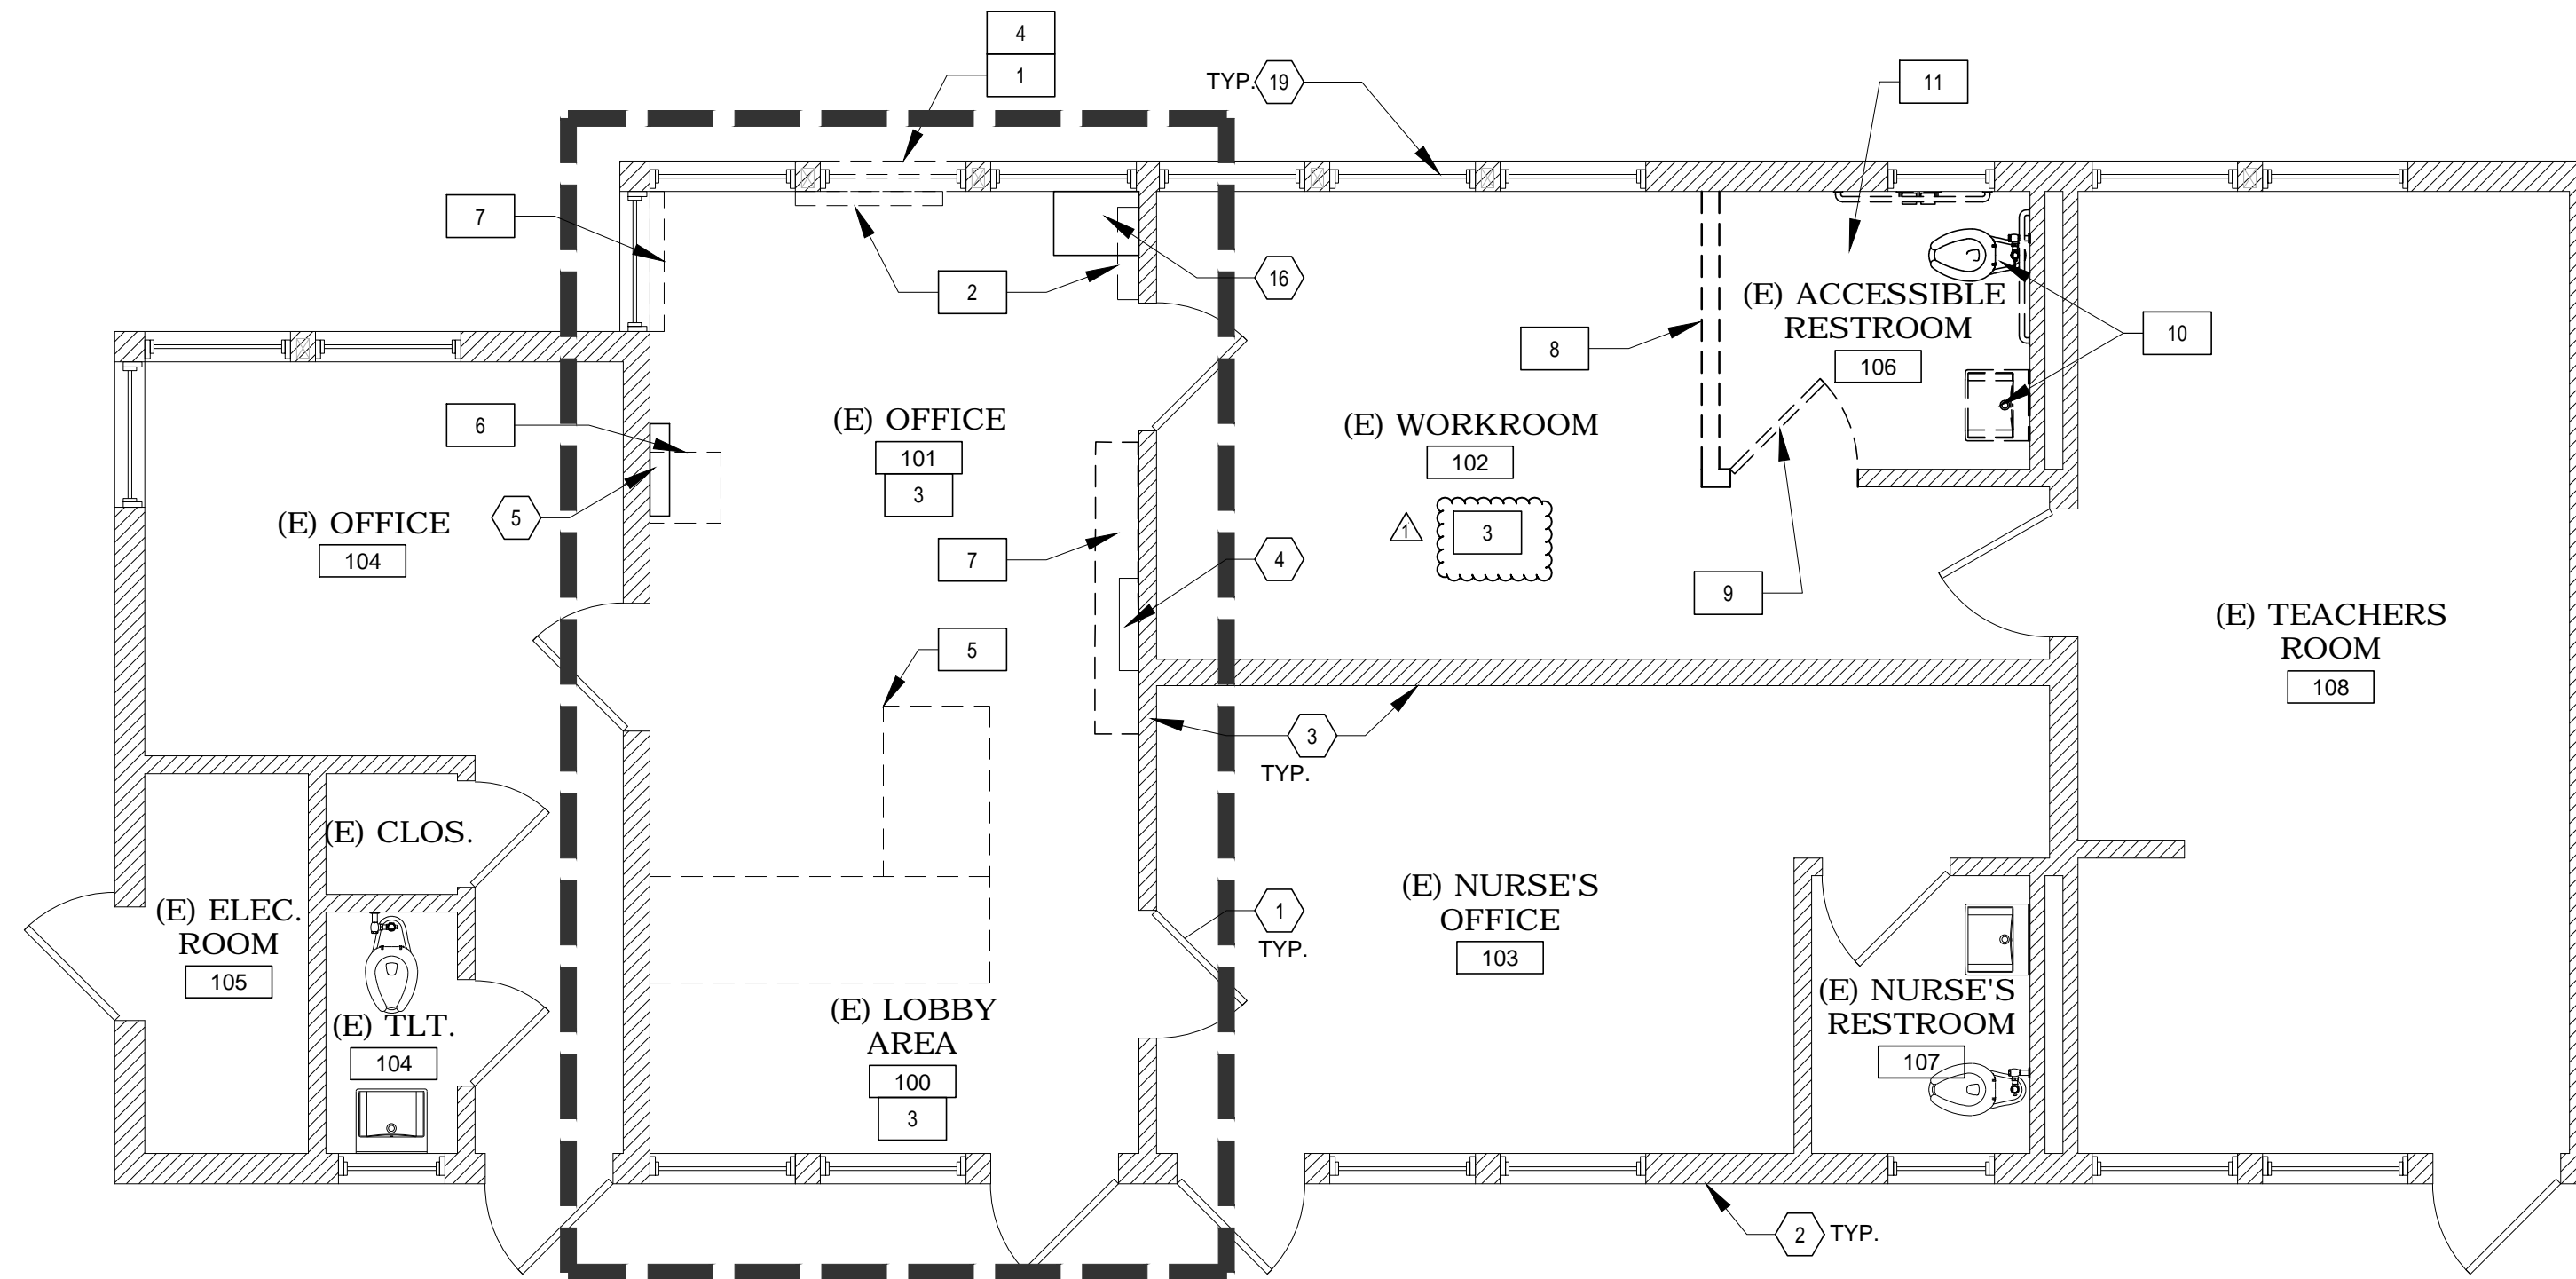 4
1
TYP. 19
11
7
2
16
(E) ACCESSIBLE
RESTROOM
106
10
8
6
(E) OFFICE
101
3
(E) WORKROOM
102
1
3
5
(E) OFFICE
104
7
4
9
5
(E) TEACHERS
ROOM
108
3
TYP.
(E) CLOS.
(E) ELEC.
ROOM
105
1
TYP.
(E) NURSE'S
OFFICE
103
(E) TLT.
104
(E) LOBBY
AREA
100
3
(E) NURSE'S
RESTROOM
107
2 TYP.